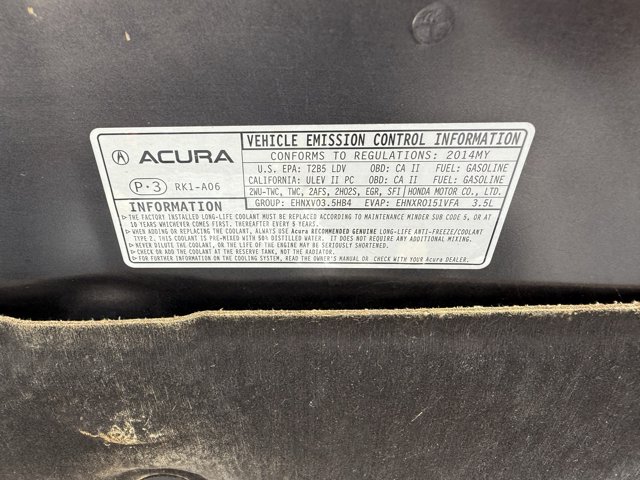 ACURA
P·3 RK1-A06
VEHICLE EMISSION CONTROL INFORMATION
CONFORMS TO REGULATIONS: 2014MY
U.S. EPA: T2B5 LDV OBD: CA II FUEL: GASOLINE
CALIFORNIA: ULEV II PC OBD: CA II FUEL: GASOLINE
2WU-TWC, TWC, 2AFS, 2HO2S, EGR, SFI HONDA MOTOR CO., LTD.
GROUP: EHNXV03.5HB4 EVAP: EHNXR0151VFA 3.5L
INFORMATION
▷THE FACTORY INSTALLED LONG-LIFE COOLANT MUST BE REPLACED ACCORDING TO MAINTENANCE MINDER SUB CODE 5, OR AT
10 YEARS WHICHEVER COMES FIRST. THEREAFTER EVERY 5 YEARS.
▷WHEN ADDING OR REPLACING THE COOLANT, ALWAYS USE Acura RECOMMENDED GENUINE LONG-LIFE ANTI-FREEZE/COOLANT
TYPE 2, THIS COOLANT IS PRE-MIXED WITH 50% DISTILLED WATER. IT DOES NOT REQUIRE ANY ADDITIONAL MIXING.
▷NEVER DILUTE THE COOLANT, OR THE LIFE OF THE ENGINE MAY BE SERIOUSLY SHORTENED.
▷CHECK OR ADD THE COOLANT AT THE RESERVE TANK, NOT THE RADIATOR.
▷FOR FURTHER INFORMATION ON THE COOLING SYSTEM, READ THE OWNER'S MANUAL OR CHECK WITH YOUR Acura DEALER.